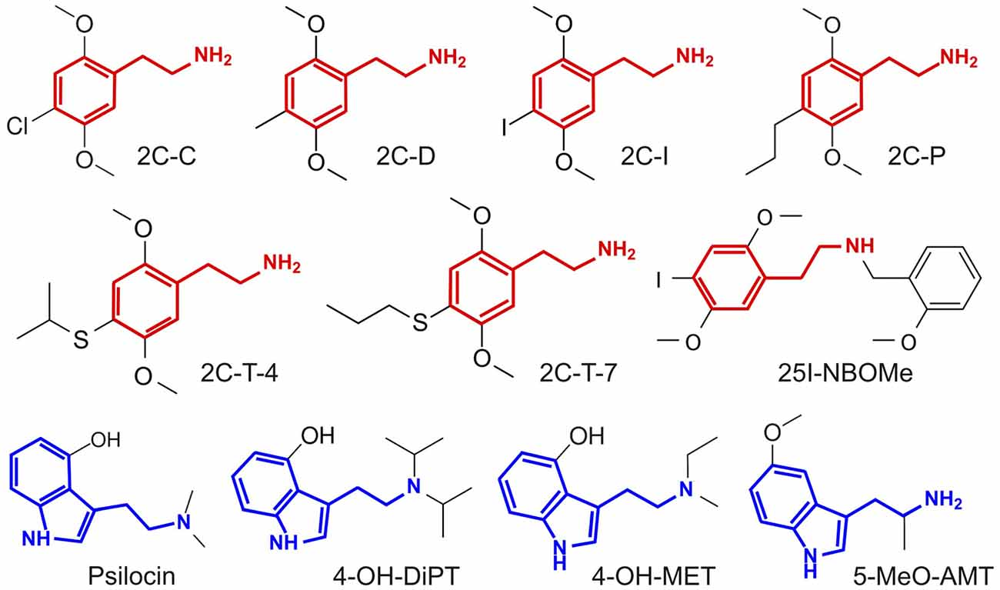 O
NH2
Cl
O
2C-C
O
NH2
O
2C-D
O
NH2
I
O
2C-I
O
NH2
O
2C-P
O
NH2
S
O
2C-T-4
O
NH2
S
O
2C-T-7
O
NH
I
O
O
25I-NBOMe
OH
N
NH
Psilocin
OH
N
NH
4-OH-DiPT
OH
N
N
H
4-OH-MET
O
NH2
N
H
5-MeO-AMT